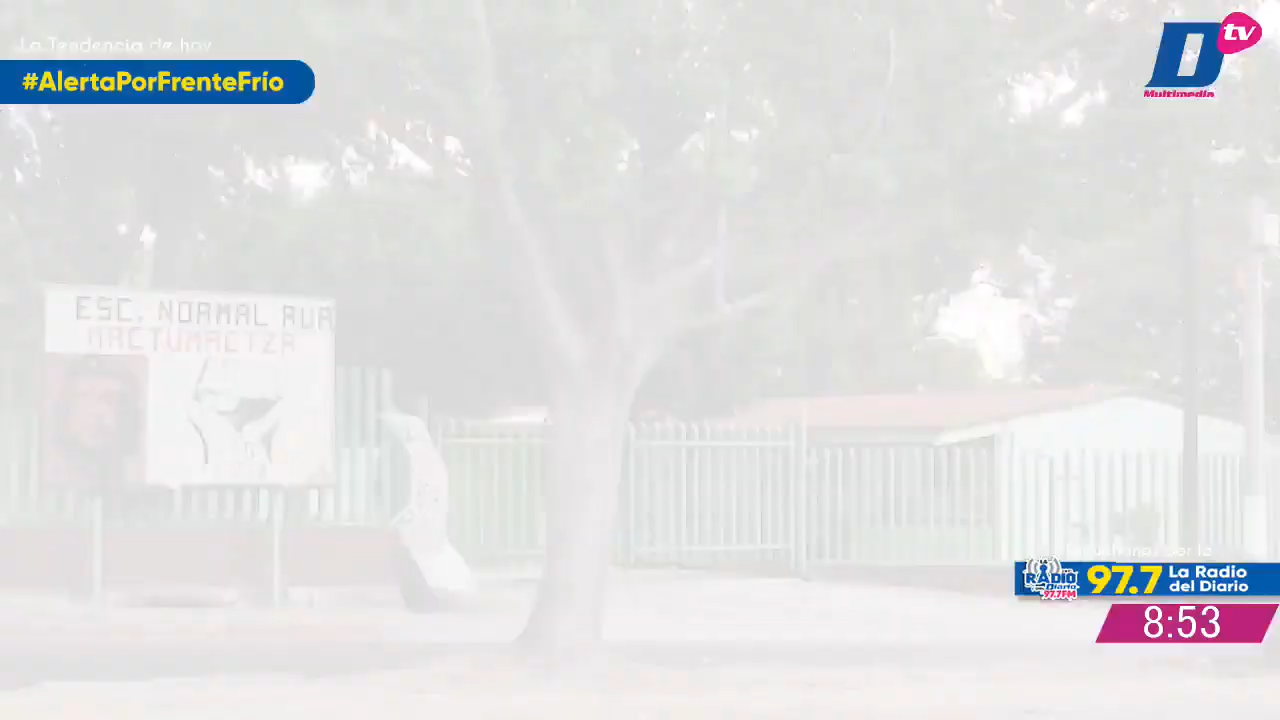 La Tendencia de hoy
#AlertaPorFrenteFrío
D tv
Multimedia
ESC. NORMAL RUR
MACTUMACTZA
RADIO
Diario
97.7FM
97.7
La Radio
del Diario
8:53